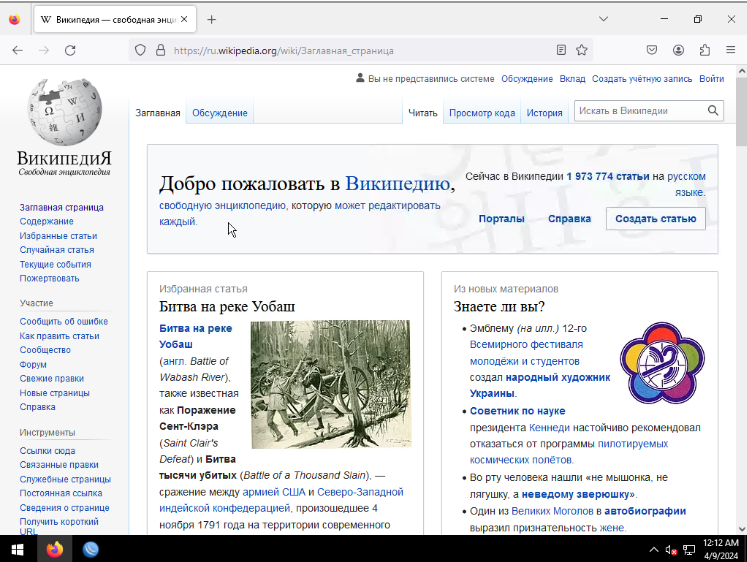 Википедия — свободная энци
https://ru.wikipedia.org/wiki/Заглавная_страница
Вы не представились системе Обсуждение Вклад Создать учётную запись Войти
Заглавная Обсуждение Читать Просмотр кода История Искать в Википедии
ВикипедиЯ
Свободная энциклопедия
Заглавная страница
Содержание
Избранные статьи
Случайная статья
Текущие события
Пожертвовать
Участие
Сообщить об ошибке
Как править статьи
Сообщество
Форум
Свежие правки
Новые страницы
Справка
Инструменты
Ссылки сюда
Связанные правки
Служебные страницы
Постоянная ссылка
Сведения о странице
Получить короткий
URL
Добро пожаловать в Википедию,
свободную энциклопедию, которую может редактировать
каждый.
Сейчас в Википедии 1 973 774 статьи на русском
языке.
Порталы Справка Создать статью
Избранная статья
Битва на реке Уобаш
Битва на реке
Уобаш
(англ. Battle of
Wabash River),
также известная
как Поражение
Сент-Клэра
(Saint Clair's
Defeat) и Битва
тысячи убитых (Battle of a Thousand Slain), —
сражение между армией США и Северо-Западной
индейской конфедерацией, произошедшее 4
ноября 1791 года на территории современного
Из новых материалов
Знаете ли вы?
Эмблему (на илл.) 12-го
Всемирного фестиваля
молодёжи и студентов
создал народный художник
Украины.
Советник по науке
президента Кеннеди настойчиво рекомендовал
отказаться от программы пилотируемых
космических полётов.
Во рту человека нашли «не мышонка, не
лягушку, а неведому зверюшку».
Один из Великих Моголов в автобиографии
выразил признательность жене.
12:12 AM
4/9/2024